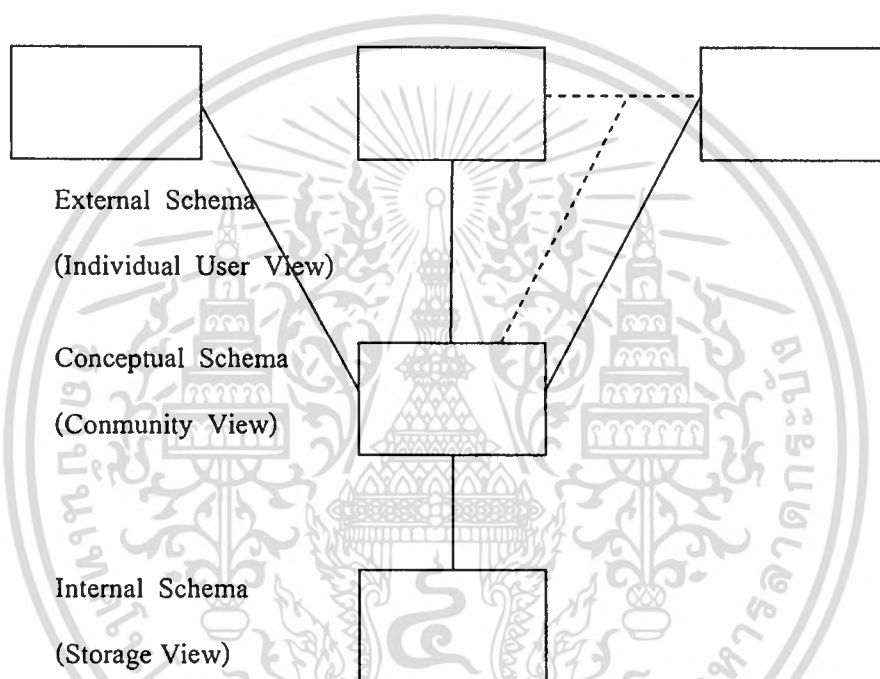 External Schema
(Individual User View)
Conceptual Schema
(Conmunity View)
Internal Schema
(Storage View)